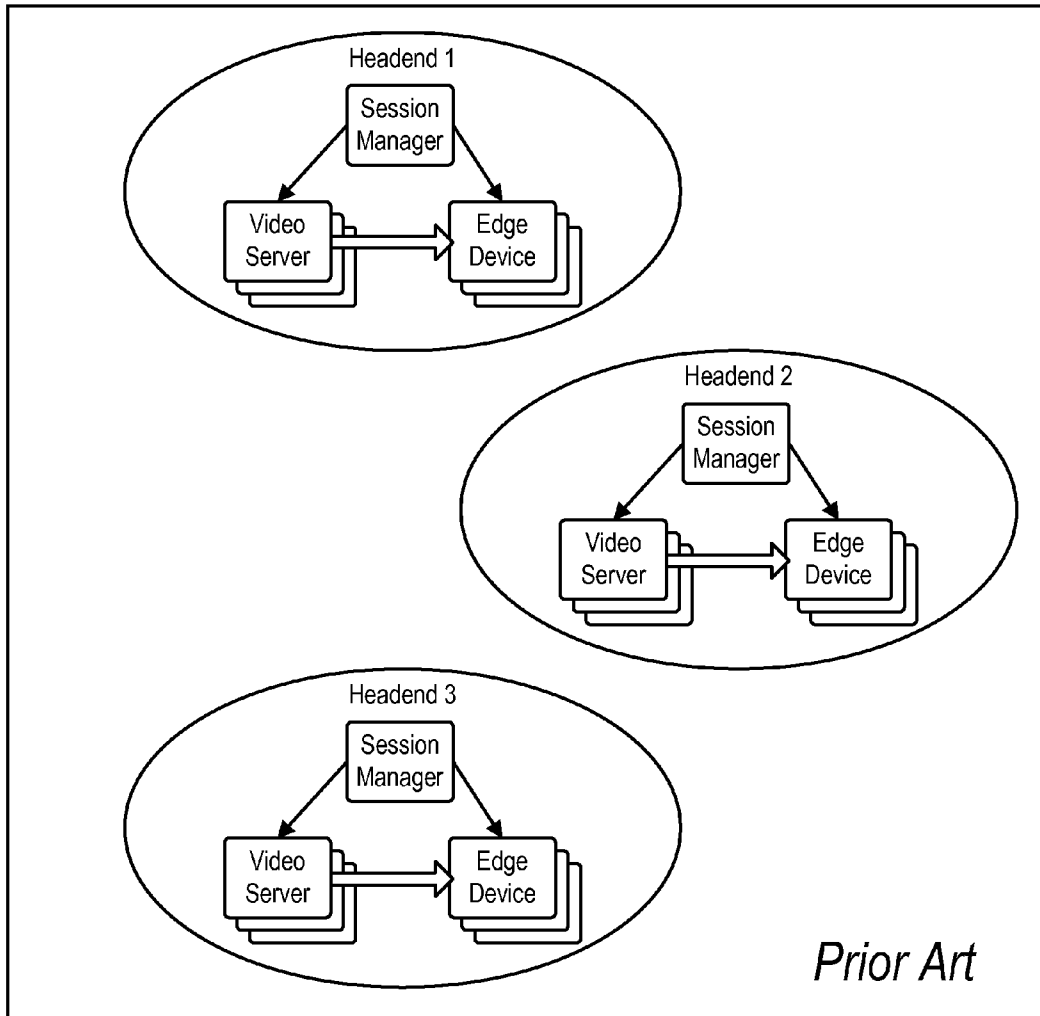 Headend 1
Session
Manager
Video
Server
Edge
Device
Headend 2
Session
Manager
Video
Server
Edge
Device
Headend 3
Session
Manager
Video
Server
Edge
Device
Prior Art